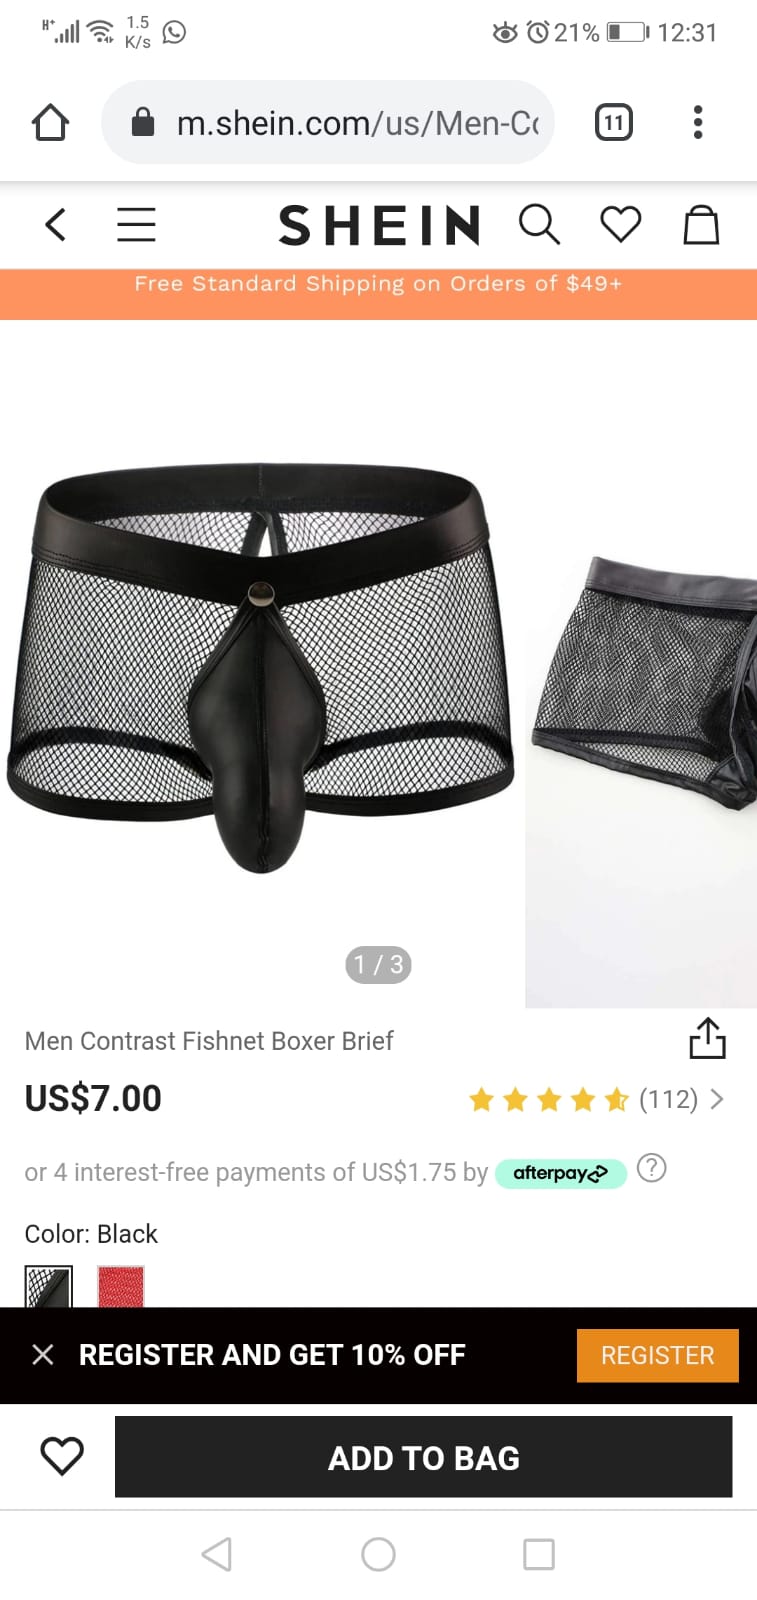 H+ 1.5 K/s 21% 12:31
m.shein.com/us/Men-Co
11
SHEIN
Free Standard Shipping on Orders of $49+
1 / 3
Men Contrast Fishnet Boxer Brief
US$7.00 (112)
or 4 interest-free payments of US$1.75 by afterpay ?
Color: Black
REGISTER AND GET 10% OFF REGISTER
ADD TO BAG